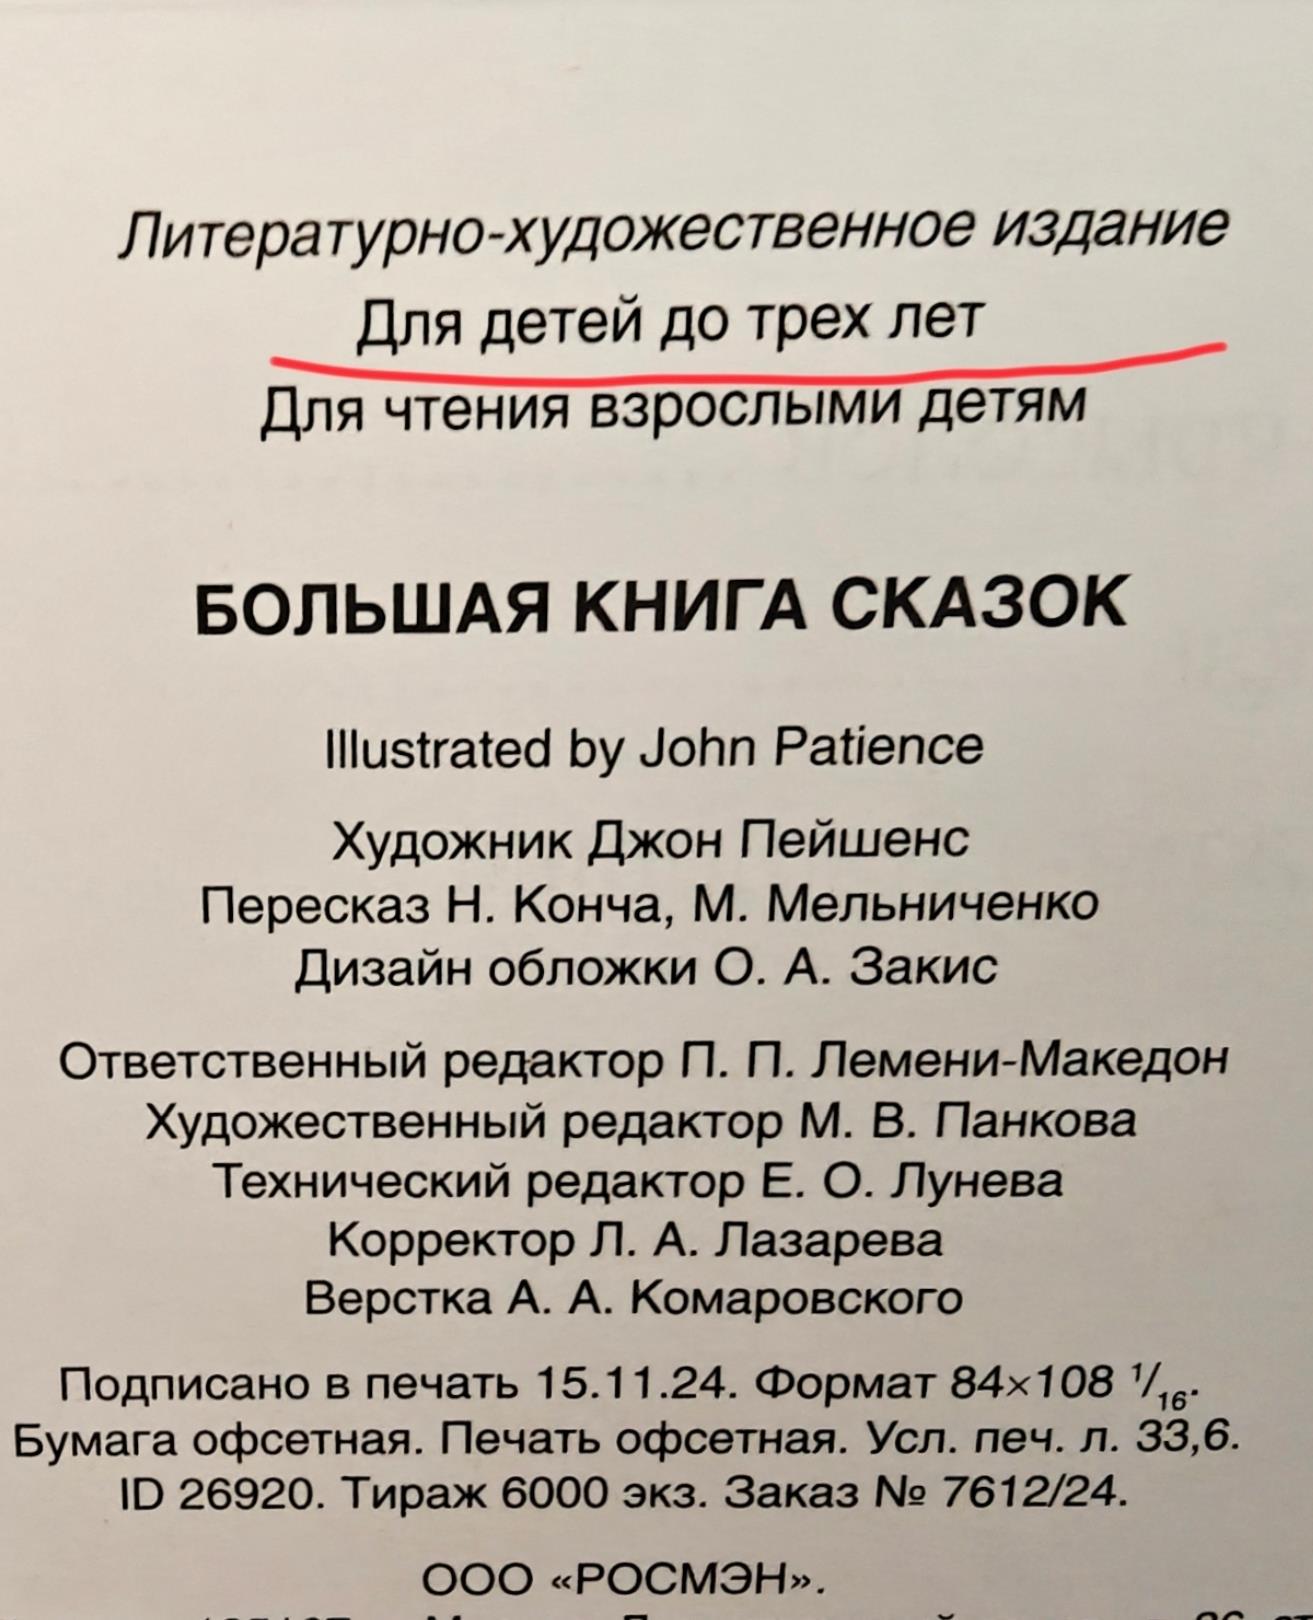 Литературно-художественное издание
Для детей до трех лет
Для чтения взрослыми детям
БОЛЬШАЯ КНИГА СКАЗОК
Illustrated by John Patience
Художник Джон Пейшенс
Пересказ Н. Конча, М. Мельниченко
Дизайн обложки О. А. Закис
Ответственный редактор П. П. Лемени-Македон
Художественный редактор М. В. Панкова
Технический редактор Е. О. Лунева
Корректор Л. А. Лазарева
Верстка А. А. Комаровского
Подписано в печать 15.11.24. Формат 84×108 1/16.
Бумага офсетная. Печать офсетная. Усл. печ. л. 33,6.
ID 26920. Тираж 6000 экз. Заказ № 7612/24.
ООО «РОСМЭН».